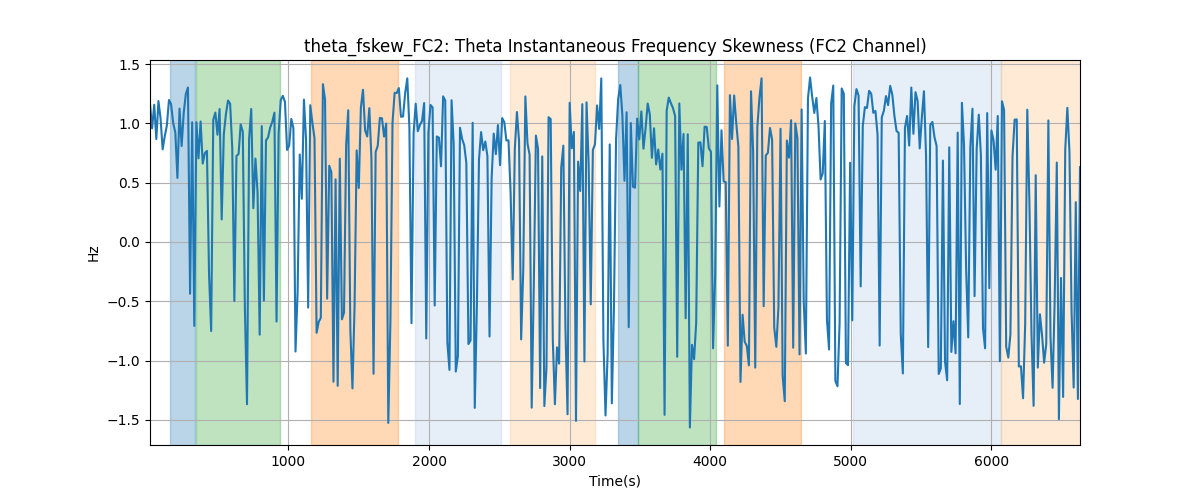 theta_fskew_FC2: Theta Instantaneous Frequency Skewness (FC2 Channel)
1.5
1.0
0.5
0.0
−0.5
−1.0
−1.5
Hz
1000 2000 3000 4000 5000 6000
Time(s)